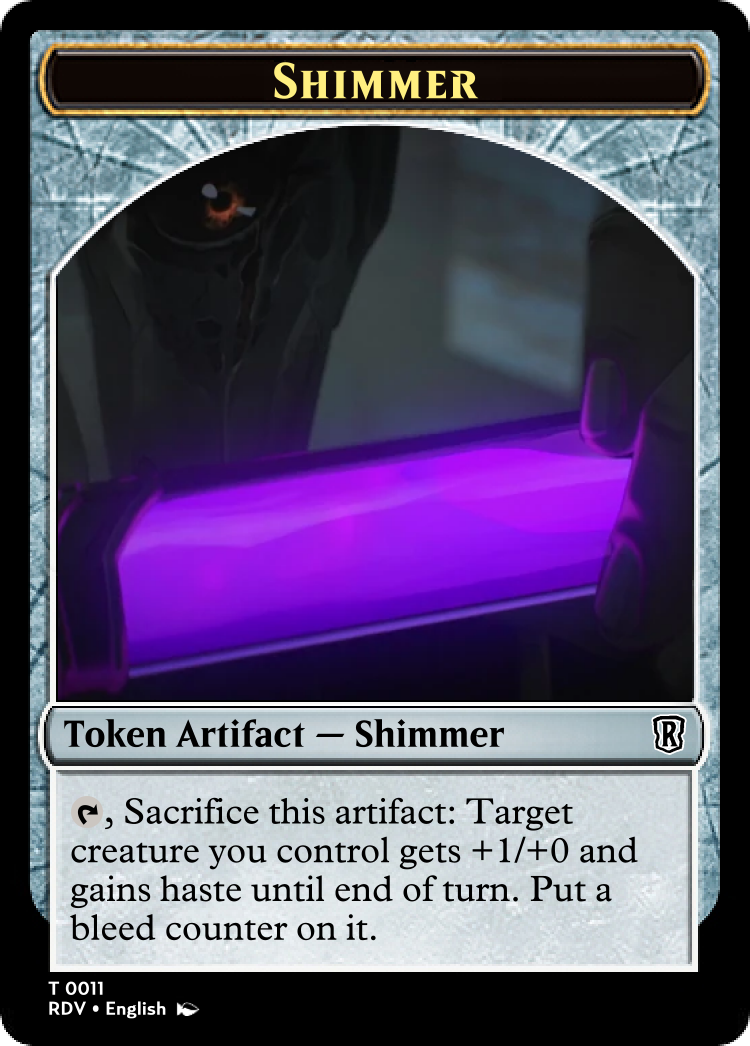 Shimmer
Token Artifact — Shimmer
R
, Sacrifice this artifact: Target
creature you control gets +1/+0 and
gains haste until end of turn. Put a
bleed counter on it.
T 0011
RDV • English